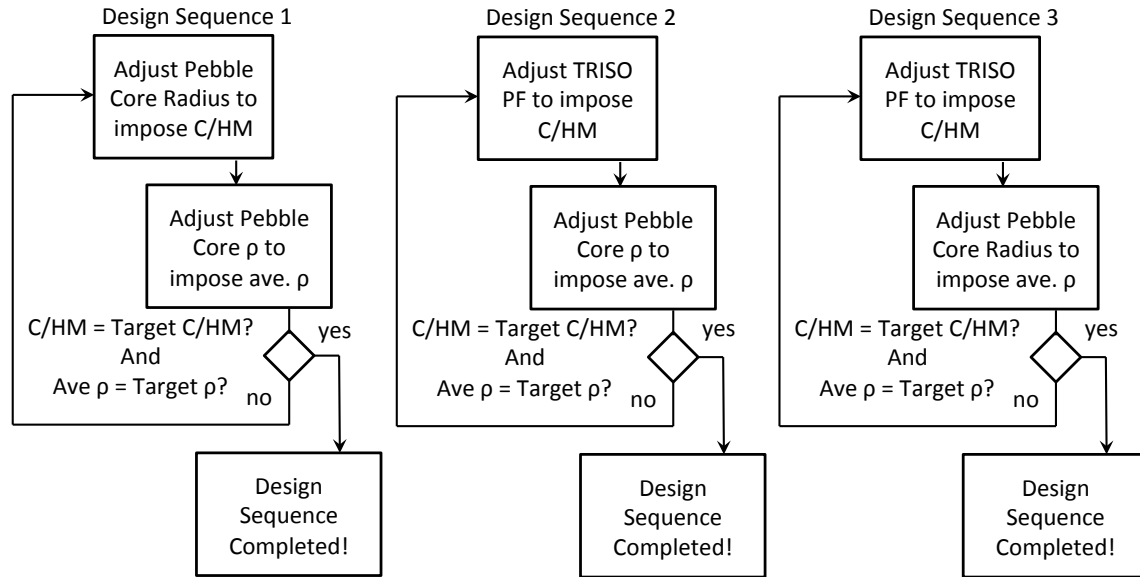 Design Sequence 1
Adjust Pebble
Core Radius to
impose C/HM
Adjust Pebble
Core ρ to
impose ave. ρ
C/HM = Target C/HM?
And
Ave ρ = Target ρ?
yes
no
Design
Sequence
Completed!
Design Sequence 2
Adjust TRISO
PF to impose
C/HM
Adjust Pebble
Core ρ to
impose ave. ρ
C/HM = Target C/HM?
And
Ave ρ = Target ρ?
yes
no
Design
Sequence
Completed!
Design Sequence 3
Adjust TRISO
PF to impose
C/HM
Adjust Pebble
Core Radius to
impose ave. ρ
C/HM = Target C/HM?
And
Ave ρ = Target ρ?
yes
no
Design
Sequence
Completed!